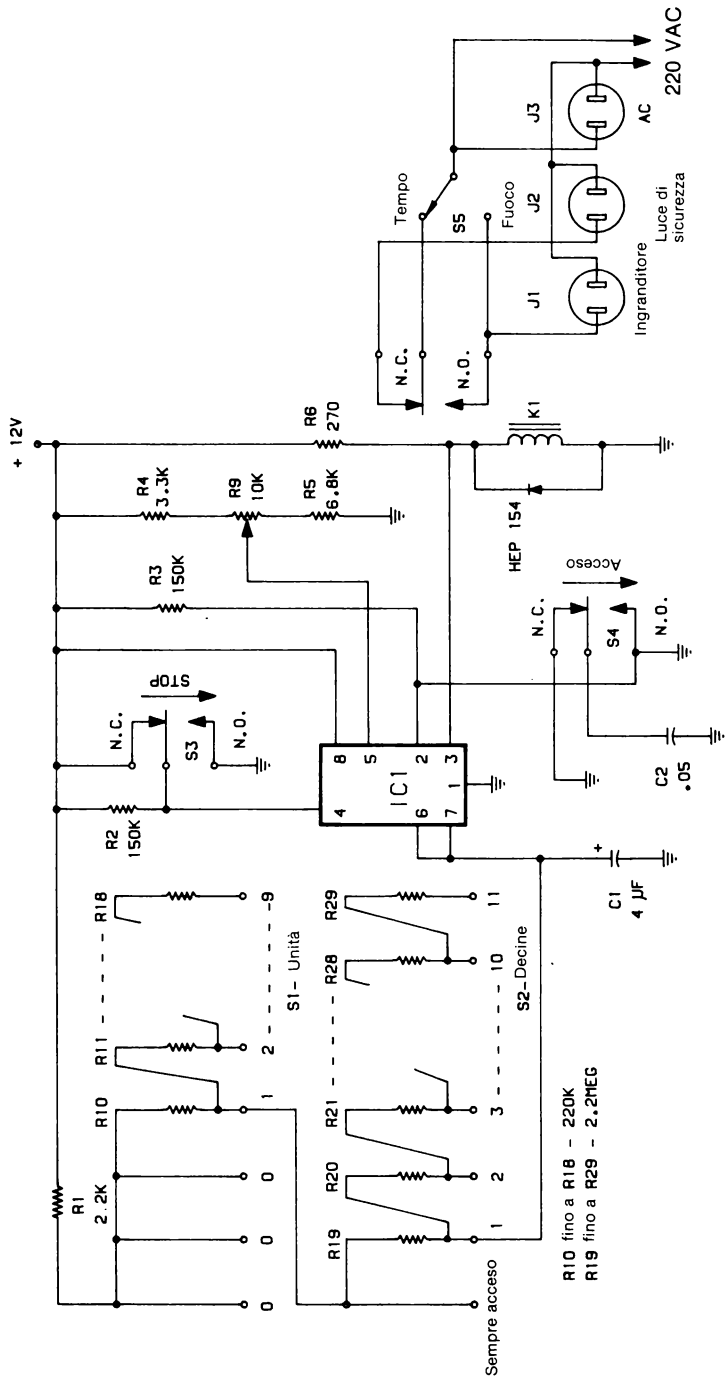 + 12V
R1
2.2K
R2
150K
STOP
N.C.
S3
N.O.
R3
150K
R4
3.3K
R9
10K
R5
6.8K
R6
270
0
0
0
R10
1
R11
2
R18
9
S1- Unità
Sempre acceso
R19
1
R20
2
R21
3
R28
10
R29
11
S2-Decine
IC1
4
8
5
6
2
7
3
1
C1
+
4 µF
C2
.05
N.C.
S4
N.O.
Acceso
HEP 154
K1
N.C.
N.O.
Tempo
S5
Fuoco
J1
J2
J3
Ingranditore
Luce di
sicurezza
AC
220 VAC
R10 fino a R18 - 220K
R19 fino a R29 - 2.2MEG